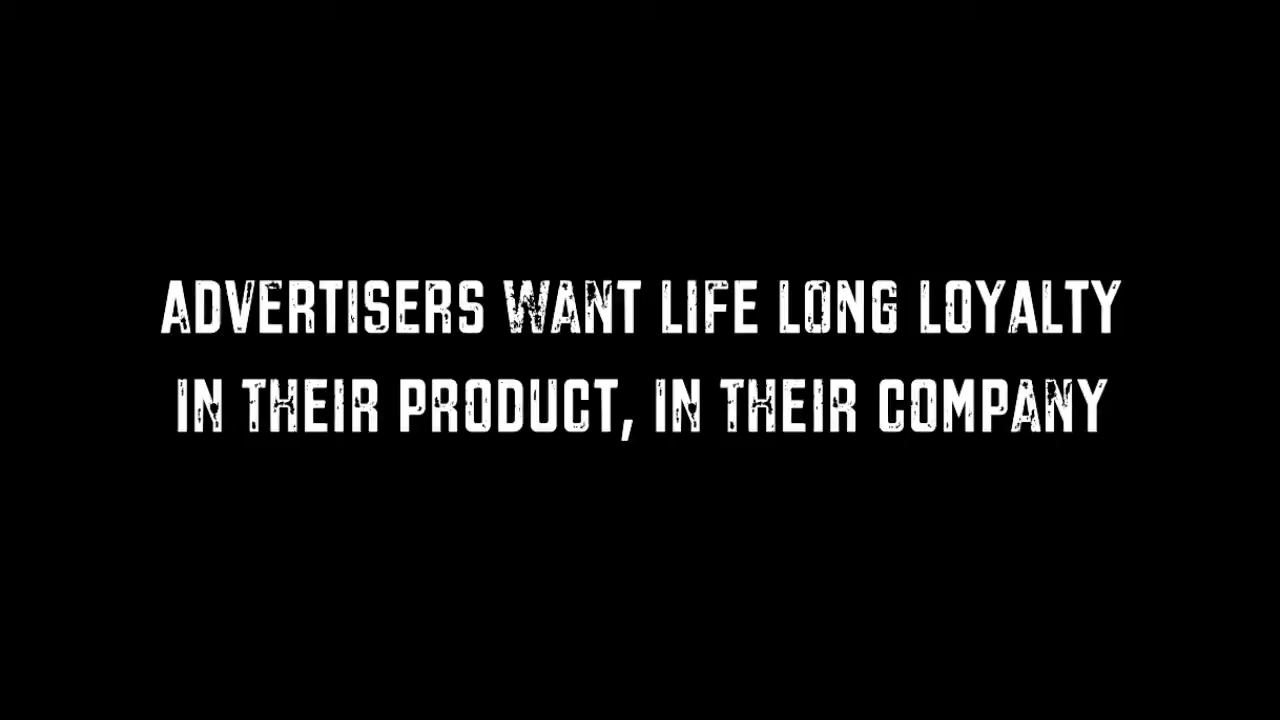 ADVERTISERS WANT LIFE LONG LOYALTY
IN THEIR PRODUCT, IN THEIR COMPANY